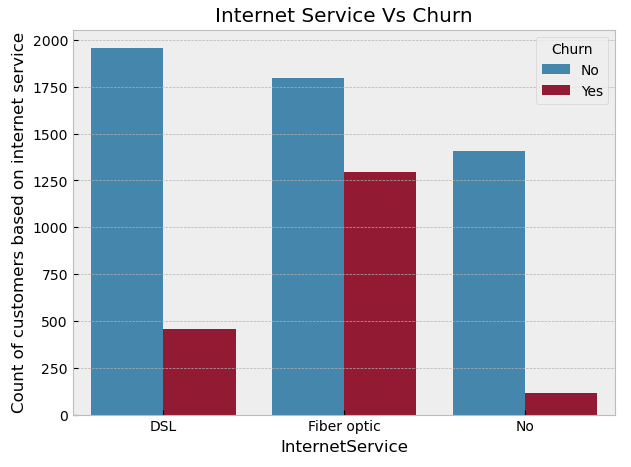 Internet Service Vs Churn
Count of customers based on internet service
2000
1750
1500
1250
1000
750
500
250
0
Churn
No
Yes
DSL
Fiber optic
No
InternetService